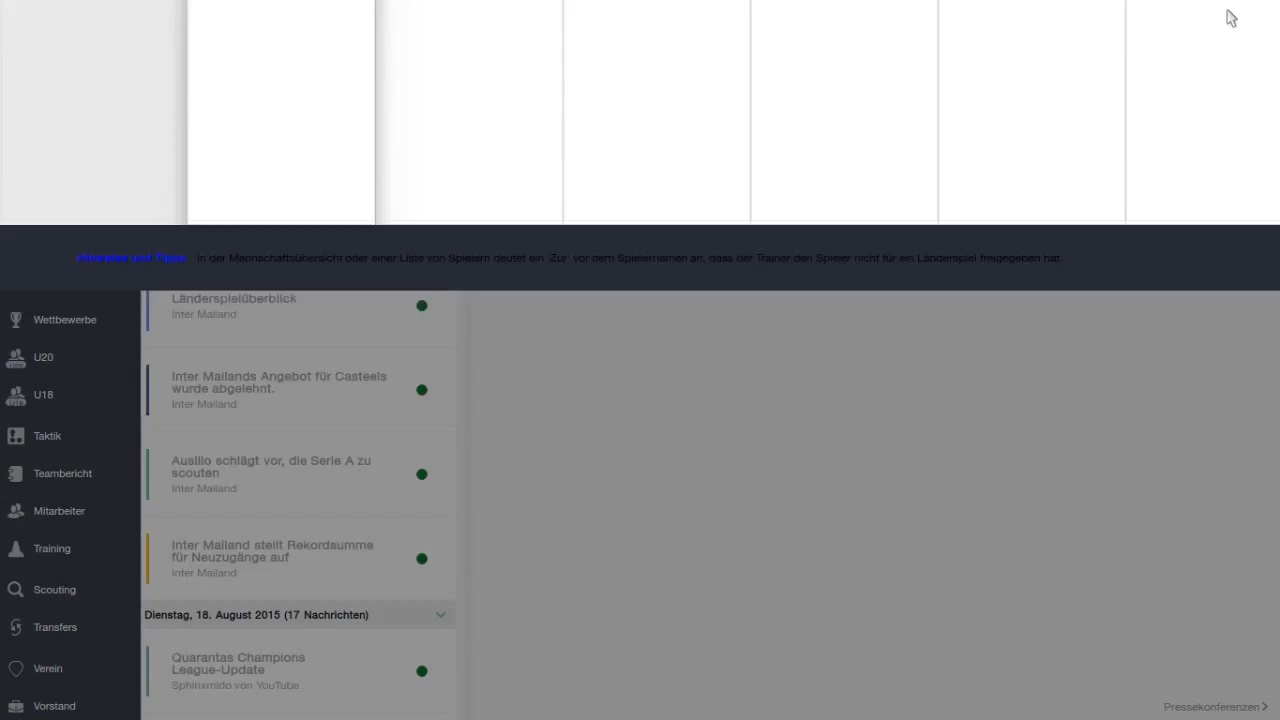 Hinweise und Tipps: In der Mannschaftsübersicht oder einer Liste von Spielern deutet ein 'Zur' vor dem Spielernamen an, dass der Trainer den Spieler nicht für ein Länderspiel freigegeben hat.
Wettbewerbe
U20
U18
Taktik
Teambericht
Mitarbeiter
Training
Scouting
Transfers
Verein
Vorstand
Länderspielüberblick
Inter Mailand
Inter Mailands Angebot für Casteels
wurde abgelehnt.
Inter Mailand
Ausilio schlägt vor, die Serie A zu
scouten
Inter Mailand
Inter Mailand stellt Rekordsumme
für Neuzugänge auf
Inter Mailand
Dienstag, 18. August 2015 (17 Nachrichten)
Quarantas Champions
League-Update
Sphinxmido von YouTube
Pressekonferenzen